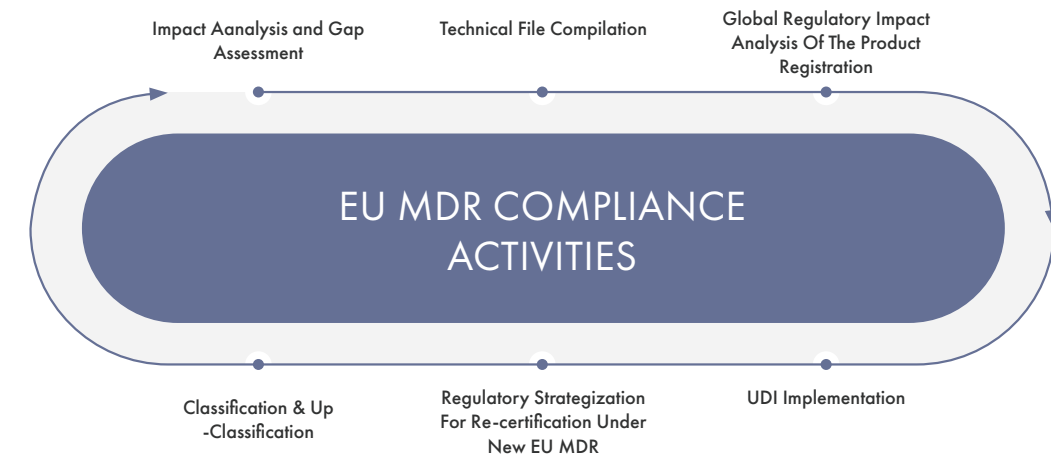 Impact Aanalysis and Gap
Assessment
Technical File Compilation
Global Regulatory Impact
Analysis Of The Product
Registration
EU MDR COMPLIANCE
ACTIVITIES
Classification & Up
-Classification
Regulatory Strategization
For Re-certification Under
New EU MDR
UDI Implementation